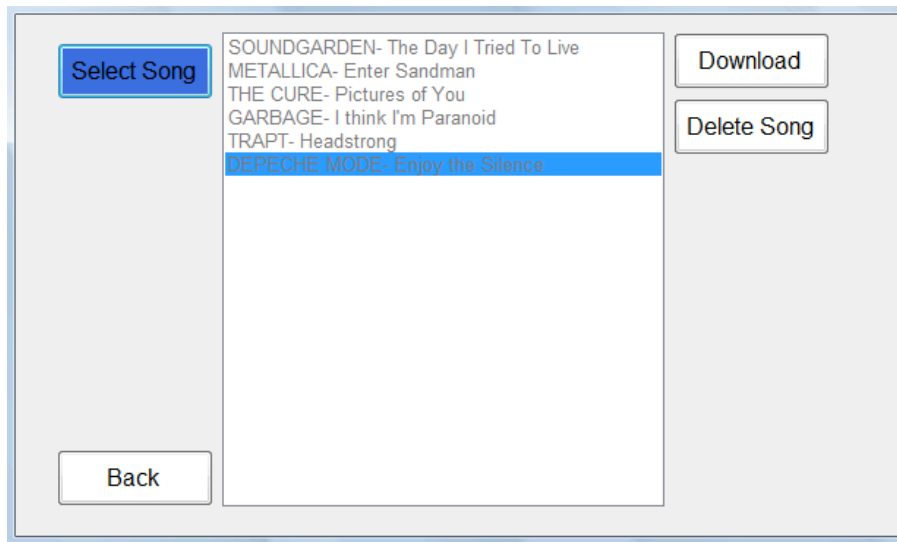 Select Song
SOUNDGARDEN- The Day I Tried To Live
METALLICA- Enter Sandman
THE CURE- Pictures of You
GARBAGE- I think I'm Paranoid
TRAPT- Headstrong
DEPECHE MODE- Enjoy the Silence
Download
Delete Song
Back